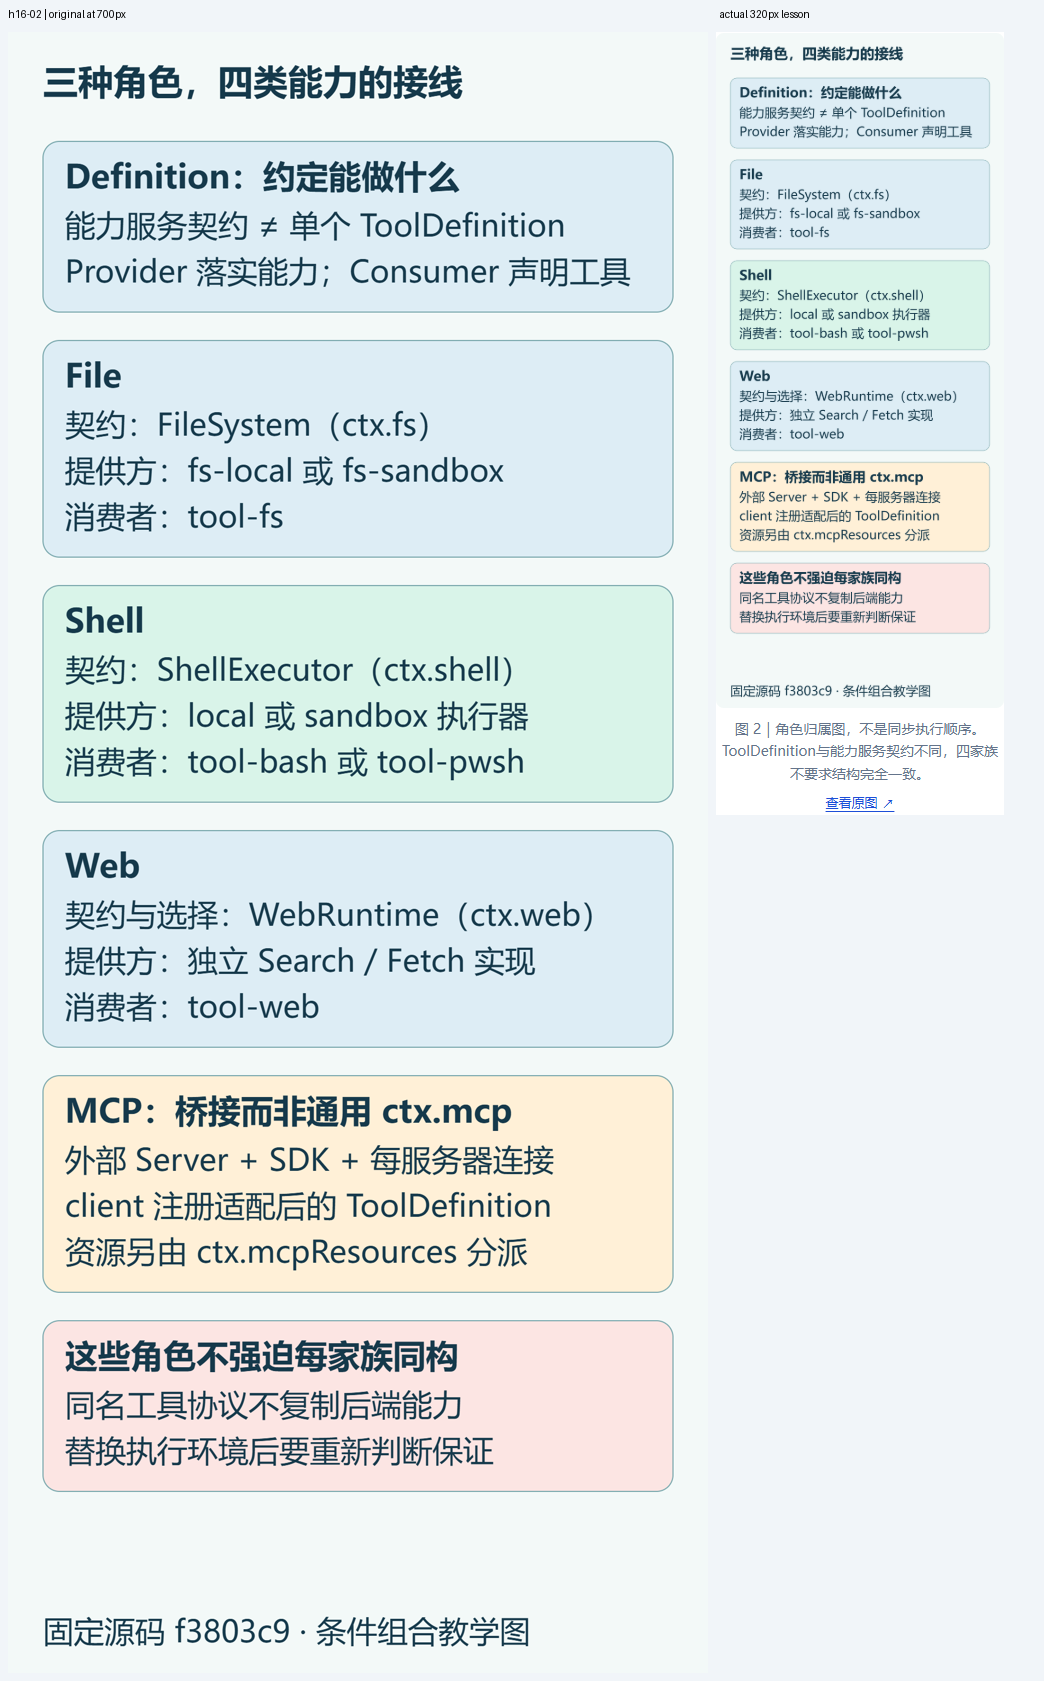 h16-02 | original at 700px
三种角色，四类能力的接线
Definition：约定能做什么
能力服务契约 ≠ 单个 ToolDefinition
Provider 落实能力；Consumer 声明工具
File
契约：FileSystem（ctx.fs）
提供方：fs-local 或 fs-sandbox
消费者：tool-fs
Shell
契约：ShellExecutor（ctx.shell）
提供方：local 或 sandbox 执行器
消费者：tool-bash 或 tool-pwsh
Web
契约与选择：WebRuntime（ctx.web）
提供方：独立 Search / Fetch 实现
消费者：tool-web
MCP：桥接而非通用 ctx.mcp
外部 Server + SDK + 每服务器连接
client 注册适配后的 ToolDefinition
资源另由 ctx.mcpResources 分派
这些角色不强迫每家族同构
同名工具协议不复制后端能力
替换执行环境后要重新判断保证
固定源码 f3803c9 · 条件组合教学图
actual 320px lesson
三种角色，四类能力的接线
Definition：约定能做什么
能力服务契约 ≠ 单个 ToolDefinition
Provider 落实能力；Consumer 声明工具
File
契约：FileSystem（ctx.fs）
提供方：fs-local 或 fs-sandbox
消费者：tool-fs
Shell
契约：ShellExecutor（ctx.shell）
提供方：local 或 sandbox 执行器
消费者：tool-bash 或 tool-pwsh
Web
契约与选择：WebRuntime（ctx.web）
提供方：独立 Search / Fetch 实现
消费者：tool-web
MCP：桥接而非通用 ctx.mcp
外部 Server + SDK + 每服务器连接
client 注册适配后的 ToolDefinition
资源另由 ctx.mcpResources 分派
这些角色不强迫每家族同构
同名工具协议不复制后端能力
替换执行环境后要重新判断保证
固定源码 f3803c9 · 条件组合教学图
图 2｜角色归属图，不是同步执行顺序。
ToolDefinition与能力服务契约不同，四家族
不要求结构完全一致。
查看原图 ↗